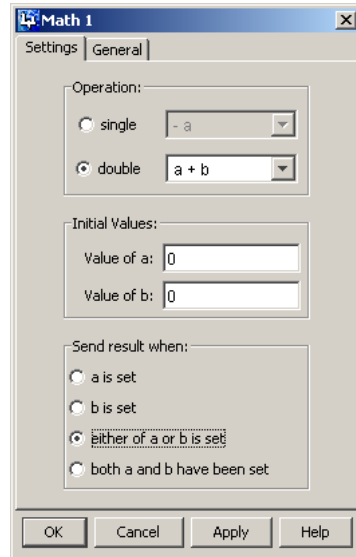 Math 1
Settings General
Operation:
single - a
double a + b
Initial Values:
Value of a: 0
Value of b: 0
Send result when:
a is set
b is set
either of a or b is set
both a and b have been set
OK Cancel Apply Help